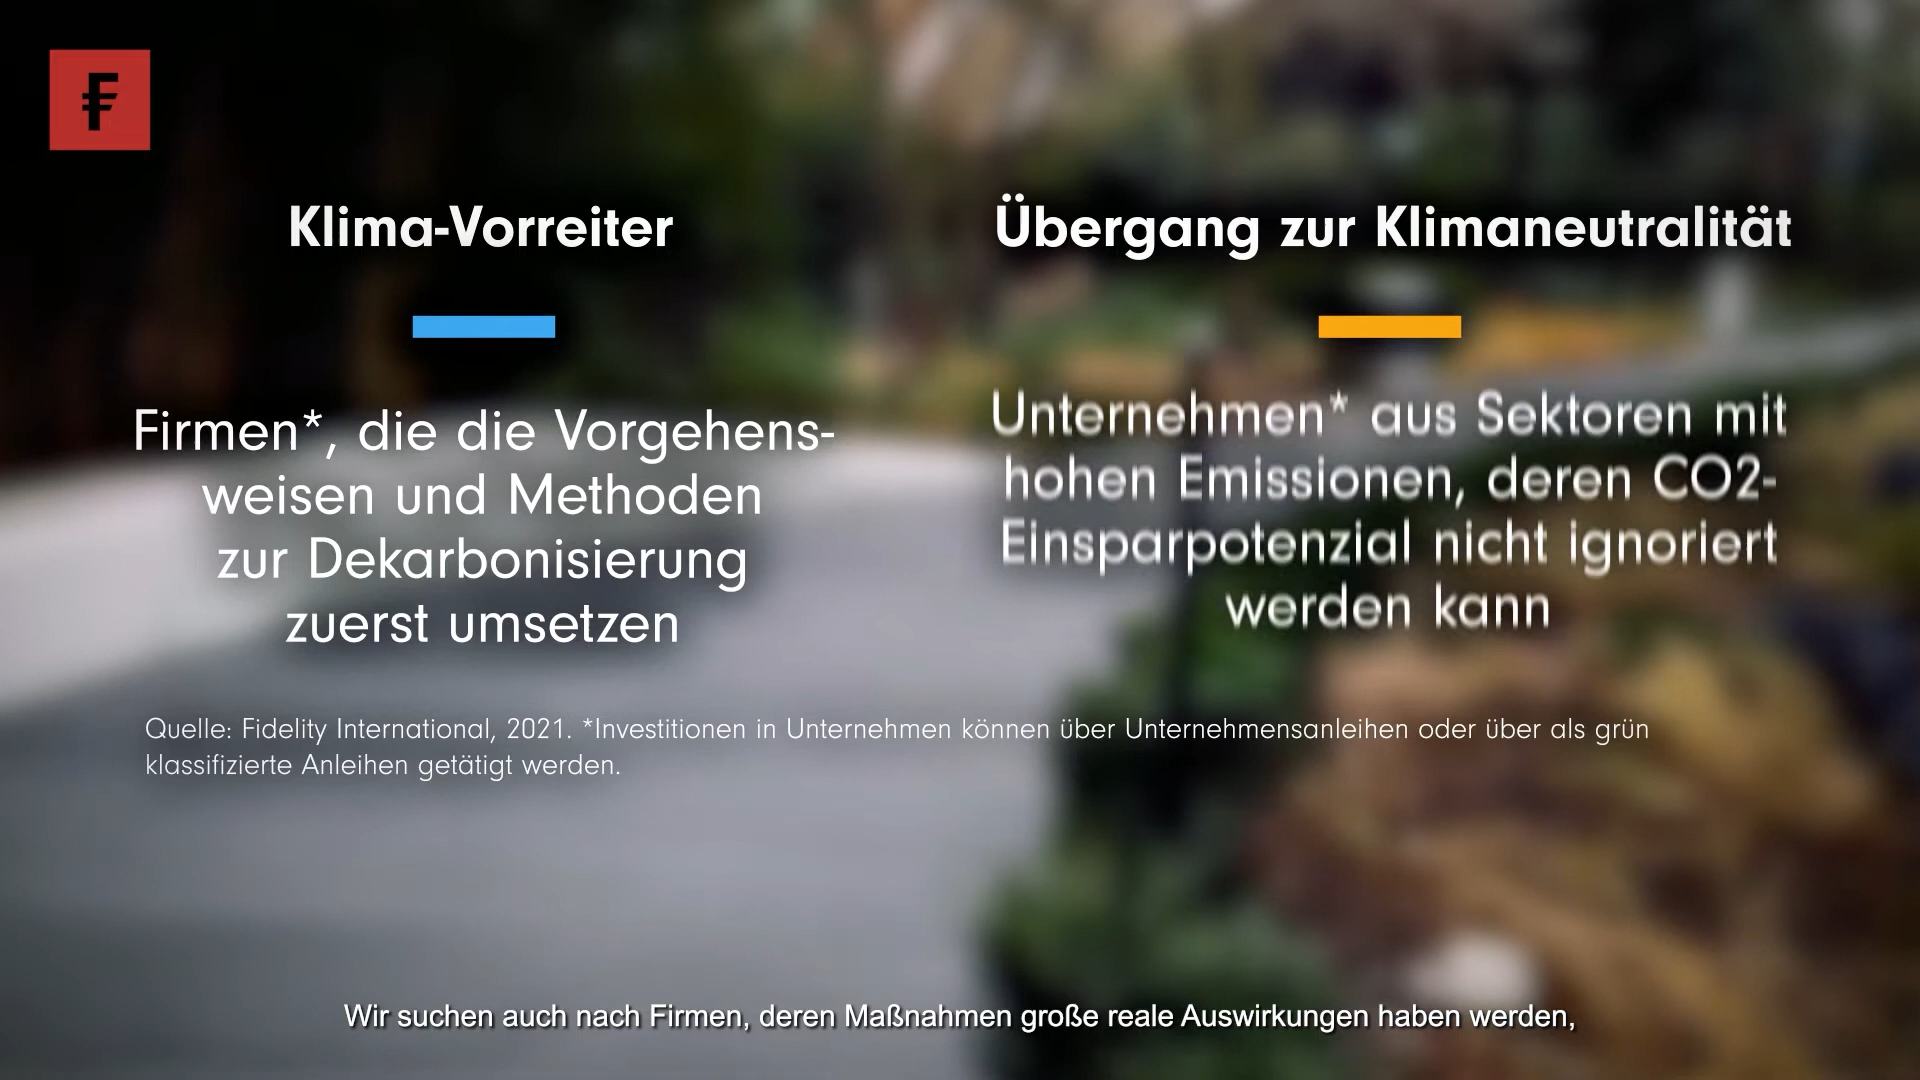 Klima-Vorreiter
Firmen*, die die Vorgehens-
weisen und Methoden
zur Dekarbonisierung
zuerst umsetzen
Übergang zur Klimaneutralität
Unternehmen* aus Sektoren mit
hohen Emissionen, deren CO2-
Einsparpotenzial nicht ignoriert
werden kann
Quelle: Fidelity International, 2021. *Investitionen in Unternehmen können über Unternehmensanleihen oder über als grün
klassifizierte Anleihen getätigt werden.
Wir suchen auch nach Firmen, deren Maßnahmen große reale Auswirkungen haben werden,